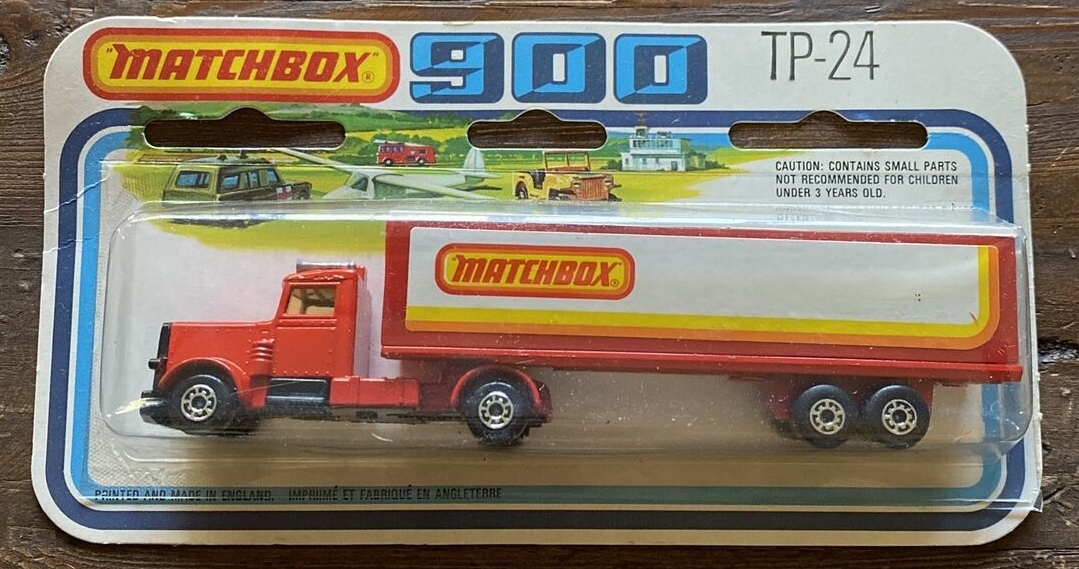 "MATCHBOX"® 900 TP-24
CAUTION: CONTAINS SMALL PARTS
NOT RECOMMENDED FOR CHILDREN
UNDER 3 YEARS OLD.
"MATCHBOX"®
PRINTED AND MADE IN ENGLAND. IMPRIMÉ ET FABRIQUÉ EN ANGLETERRE